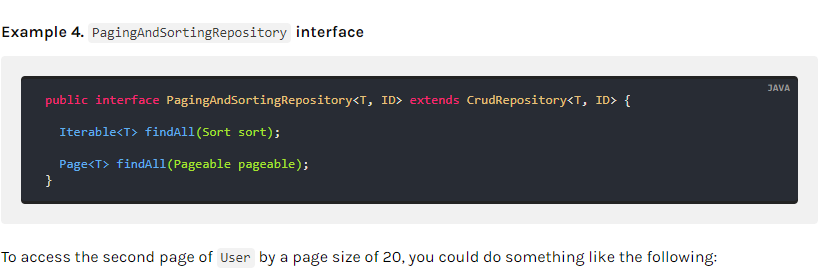 Example 4. PagingAndSortingRepository interface
JAVA
public interface PagingAndSortingRepository<T, ID> extends CrudRepository<T, ID> {
Iterable<T> findAll(Sort sort);
Page<T> findAll(Pageable pageable);
}
To access the second page of User by a page size of 20, you could do something like the following: